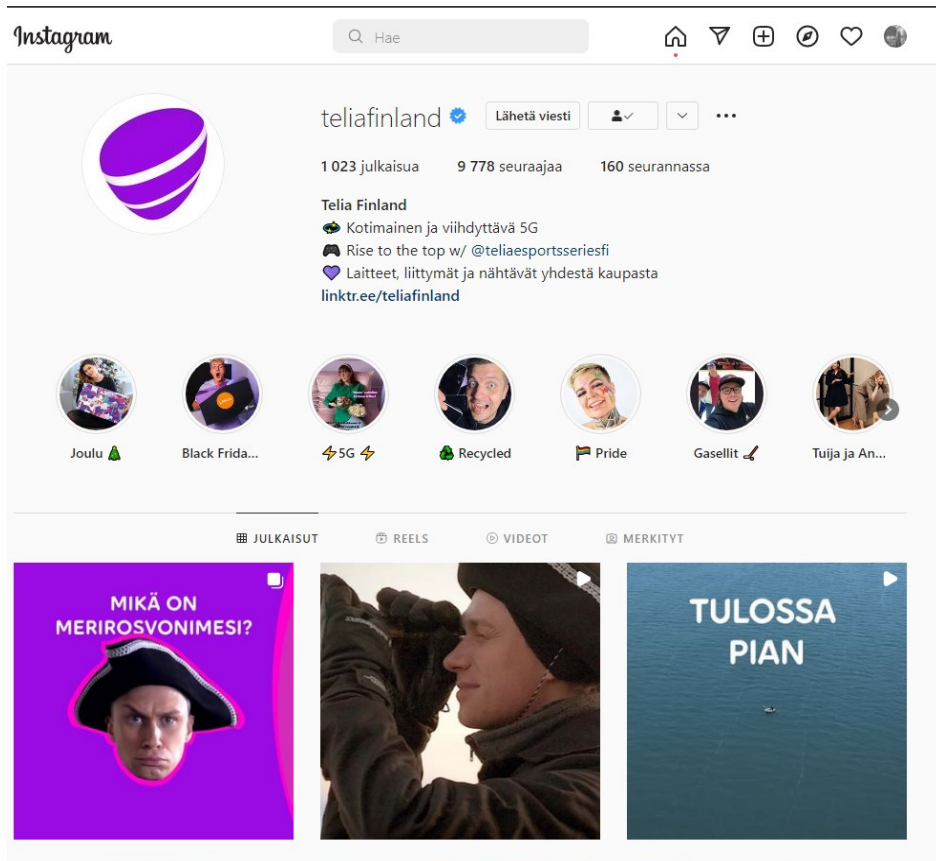 Instagram
Hae
teliafinland
Lähetä viesti
1 023 julkaisua 9 778 seuraajaa 160 seurannassa
Telia Finland
Kotimainen ja viihdyttävä 5G
Rise to the top w/ @teliaesportsseriesfi
Laitteet, liittymät ja nähtävät yhdestä kaupasta
linktr.ee/teliafinland
Joulu 🎄 Black Frida... ⚡5G⚡ ♻ Recycled 🏳️‍🌈 Pride Gasellit 🏒 Tuija ja An...
JULKAISUT REELS VIDEOT MERKITYT
MIKÄ ON
MERIROSVONIMESI?
TULOSSA
PIAN